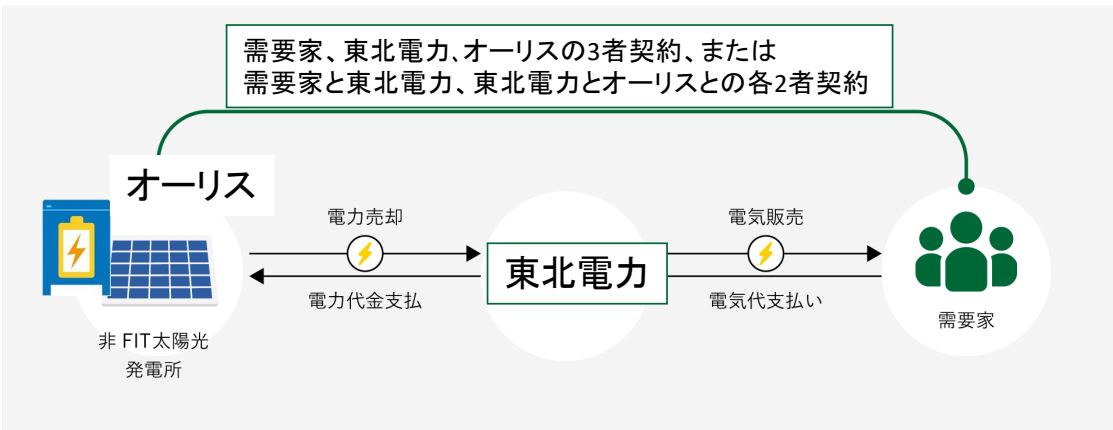 需要家、東北電力､オーリスの3者契約、または
需要家と東北電力、東北電力とオーリスとの各2者契約
オーリス
電力売却
電気販売
東北電力
電力代金支払
電気代支払い
需要家
非 FIT太陽光
発電所